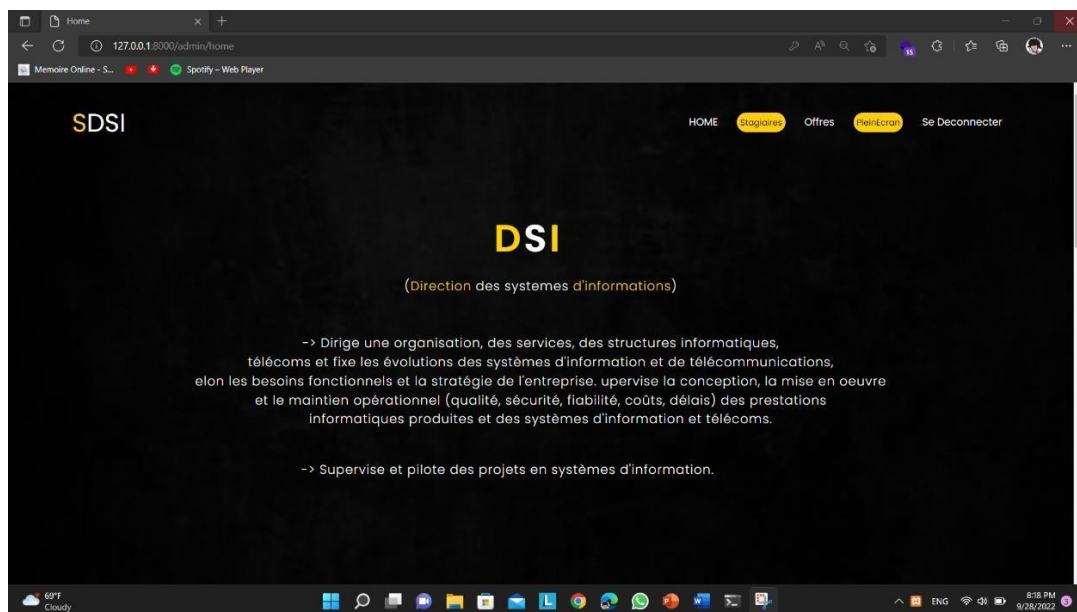 Home
127.0.0.1:8000/admin/home
15
Memoire Online - S...
Spotify – Web Player
SDSI
HOME Stagiaires Offres PleinEcran Se Deconnecter
DSI
(Direction des systemes d'informations)
-> Dirige une organisation, des services, des structures informatiques,
télécoms et fixe les évolutions des systèmes d'information et de télécommunications,
elon les besoins fonctionnels et la stratégie de l'entreprise. upervise la conception, la mise en oeuvre
et le maintien opérationnel (qualité, sécurité, fiabilité, coûts, délais) des prestations
informatiques produites et des systèmes d'information et télécoms.
-> Supervise et pilote des projets en systèmes d'information.
69°F
Cloudy
ENG
8:18 PM
9/28/2022
3